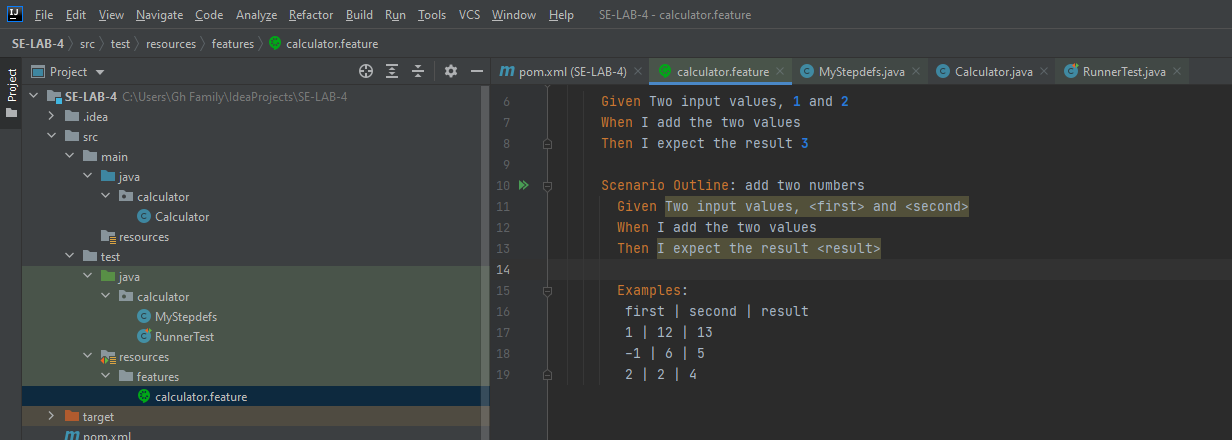 IJ File Edit View Navigate Code Analyze Refactor Build Run Tools VCS Window Help SE-LAB-4 - calculator.feature
SE-LAB-4 src test resources features calculator.feature
Project
Project
SE-LAB-4 C:\Users\Gh Family\IdeaProjects\SE-LAB-4
.idea
src
main
java
calculator
Calculator
resources
test
java
calculator
MyStepdefs
RunnerTest
resources
features
calculator.feature
target
pom.xml
pom.xml (SE-LAB-4) calculator.feature MyStepdefs.java Calculator.java RunnerTest.java
6 Given Two input values, 1 and 2
7 When I add the two values
8 Then I expect the result 3
9
10 Scenario Outline: add two numbers
11 Given Two input values, <first> and <second>
12 When I add the two values
13 Then I expect the result <result>
14
15 Examples:
16 first | second | result
17 1 | 12 | 13
18 -1 | 6 | 5
19 2 | 2 | 4